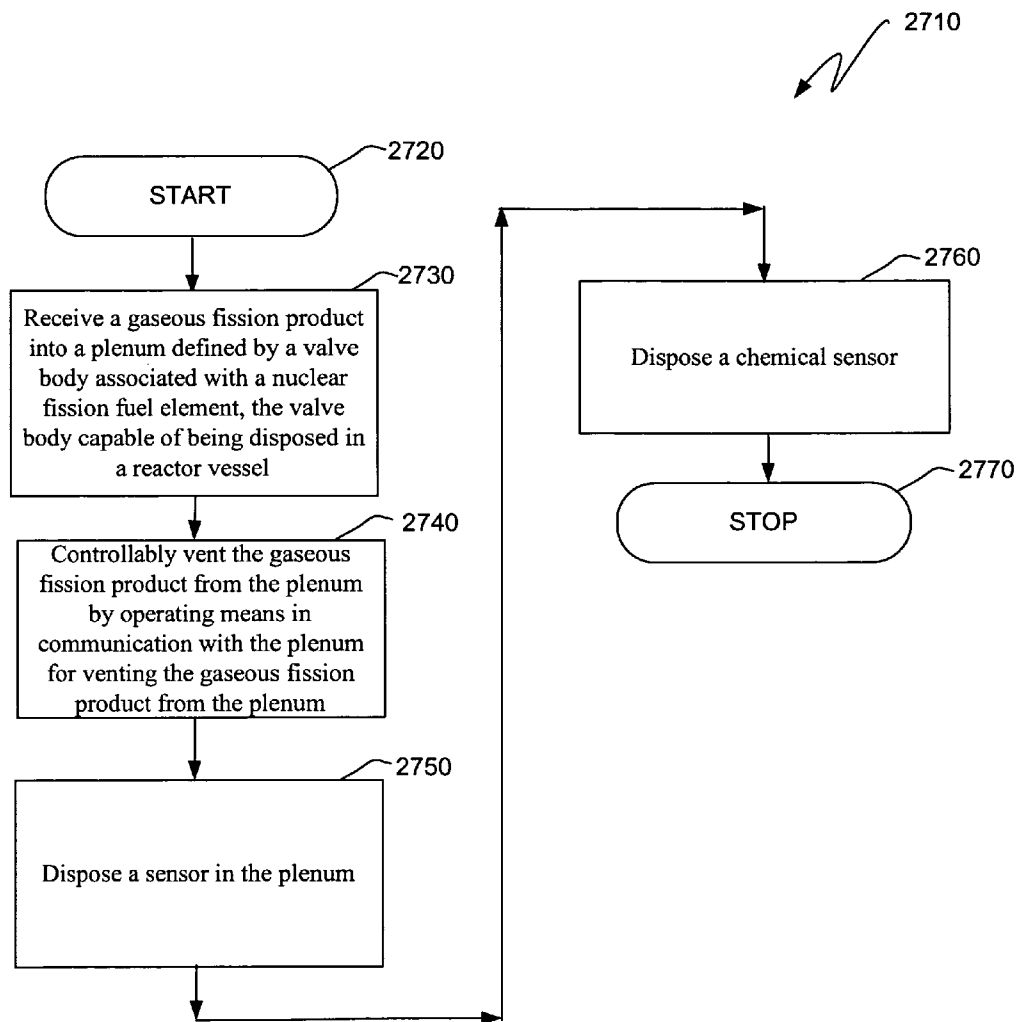 2710
2720
START
2730
Receive a gaseous fission product
into a plenum defined by a valve
body associated with a nuclear
fission fuel element, the valve
body capable of being disposed in
a reactor vessel
2740
Controllably vent the gaseous
fission product from the plenum
by operating means in
communication with the plenum
for venting the gaseous fission
product from the plenum
2750
Dispose a sensor in the plenum
2760
Dispose a chemical sensor
2770
STOP